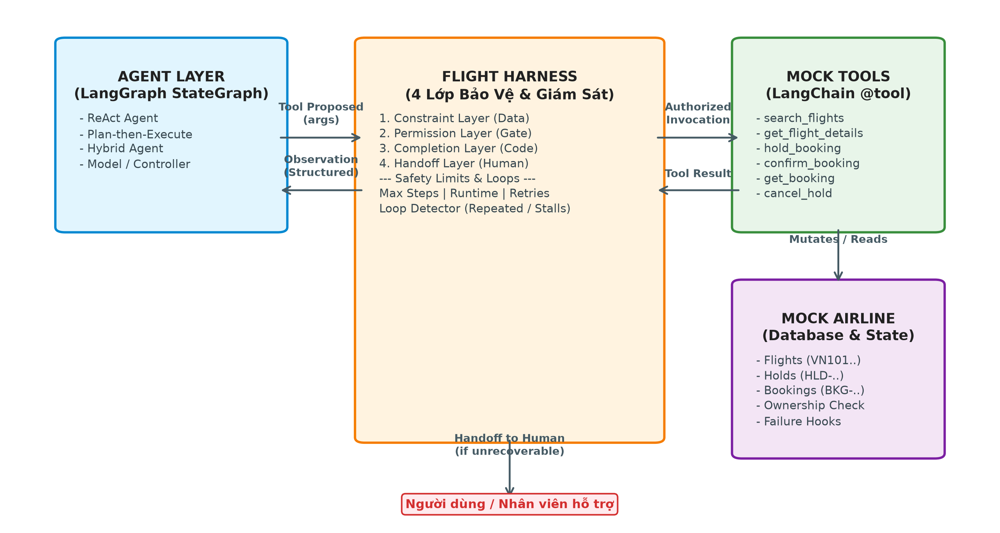 AGENT LAYER
(LangGraph StateGraph)
- ReAct Agent
- Plan-then-Execute
- Hybrid Agent
- Model / Controller
Tool Proposed
(args)
Observation
(Structured)
FLIGHT HARNESS
(4 Lớp Bảo Vệ & Giám Sát)
1. Constraint Layer (Data)
2. Permission Layer (Gate)
3. Completion Layer (Code)
4. Handoff Layer (Human)
--- Safety Limits & Loops ---
Max Steps | Runtime | Retries
Loop Detector (Repeated / Stalls)
Authorized
Invocation
Tool Result
MOCK TOOLS
(LangChain @tool)
- search_flights
- get_flight_details
- hold_booking
- confirm_booking
- get_booking
- cancel_hold
Mutates / Reads
MOCK AIRLINE
(Database & State)
- Flights (VN101..)
- Holds (HLD-..)
- Bookings (BKG-..)
- Ownership Check
- Failure Hooks
Handoff to Human
(if unrecoverable)
Người dùng / Nhân viên hỗ trợ